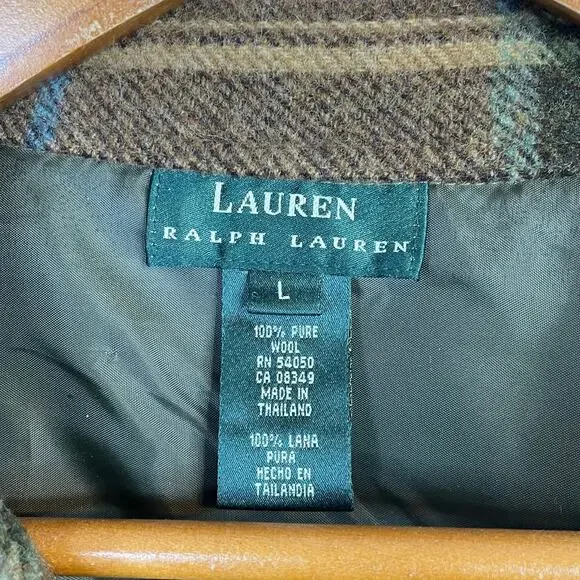 LAUREN
RALPH LAUREN
L
100% PURE
WOOL
RN 54050
CA 08349
MADE IN
THAILAND
100% LANA
PURA
HECHO EN
TAILANDIA